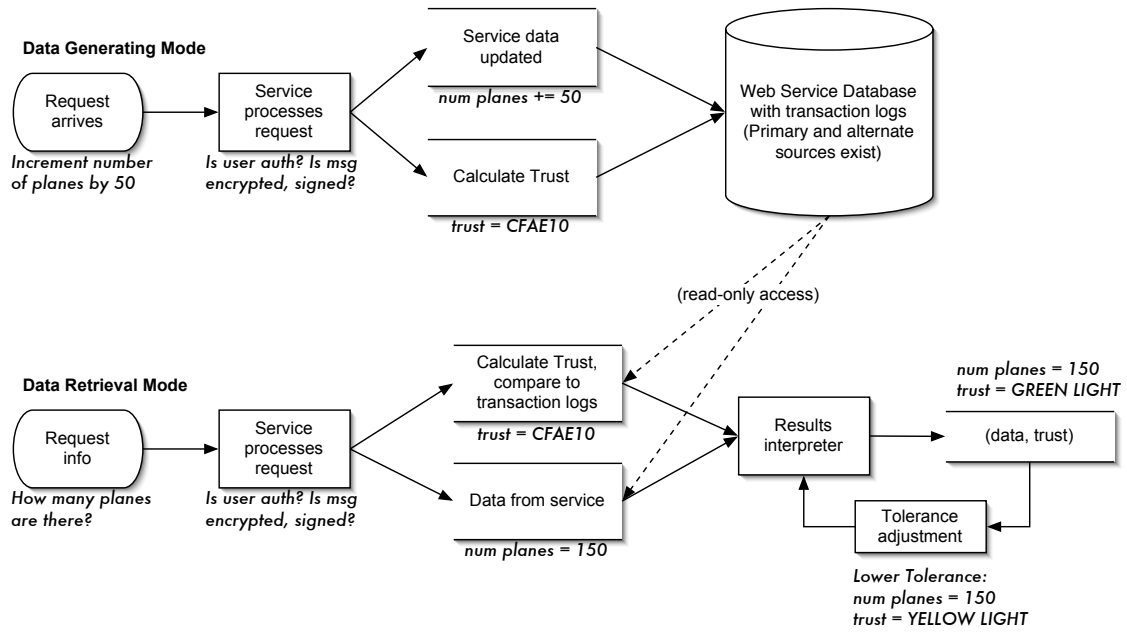 Data Generating Mode
Request
arrives
Increment number
of planes by 50
Service
processes
request
Is user auth? Is msg
encrypted, signed?
Service data
updated
num planes += 50
Calculate Trust
trust = CFAE10
Web Service Database
with transaction logs
(Primary and alternate
sources exist)
(read-only access)
Data Retrieval Mode
Request
info
How many planes
are there?
Service
processes
request
Is user auth? Is msg
encrypted, signed?
Calculate Trust,
compare to
transaction logs
trust = CFAE10
Data from service
num planes = 150
Results
interpreter
num planes = 150
trust = GREEN LIGHT
(data, trust)
Tolerance
adjustment
Lower Tolerance:
num planes = 150
trust = YELLOW LIGHT